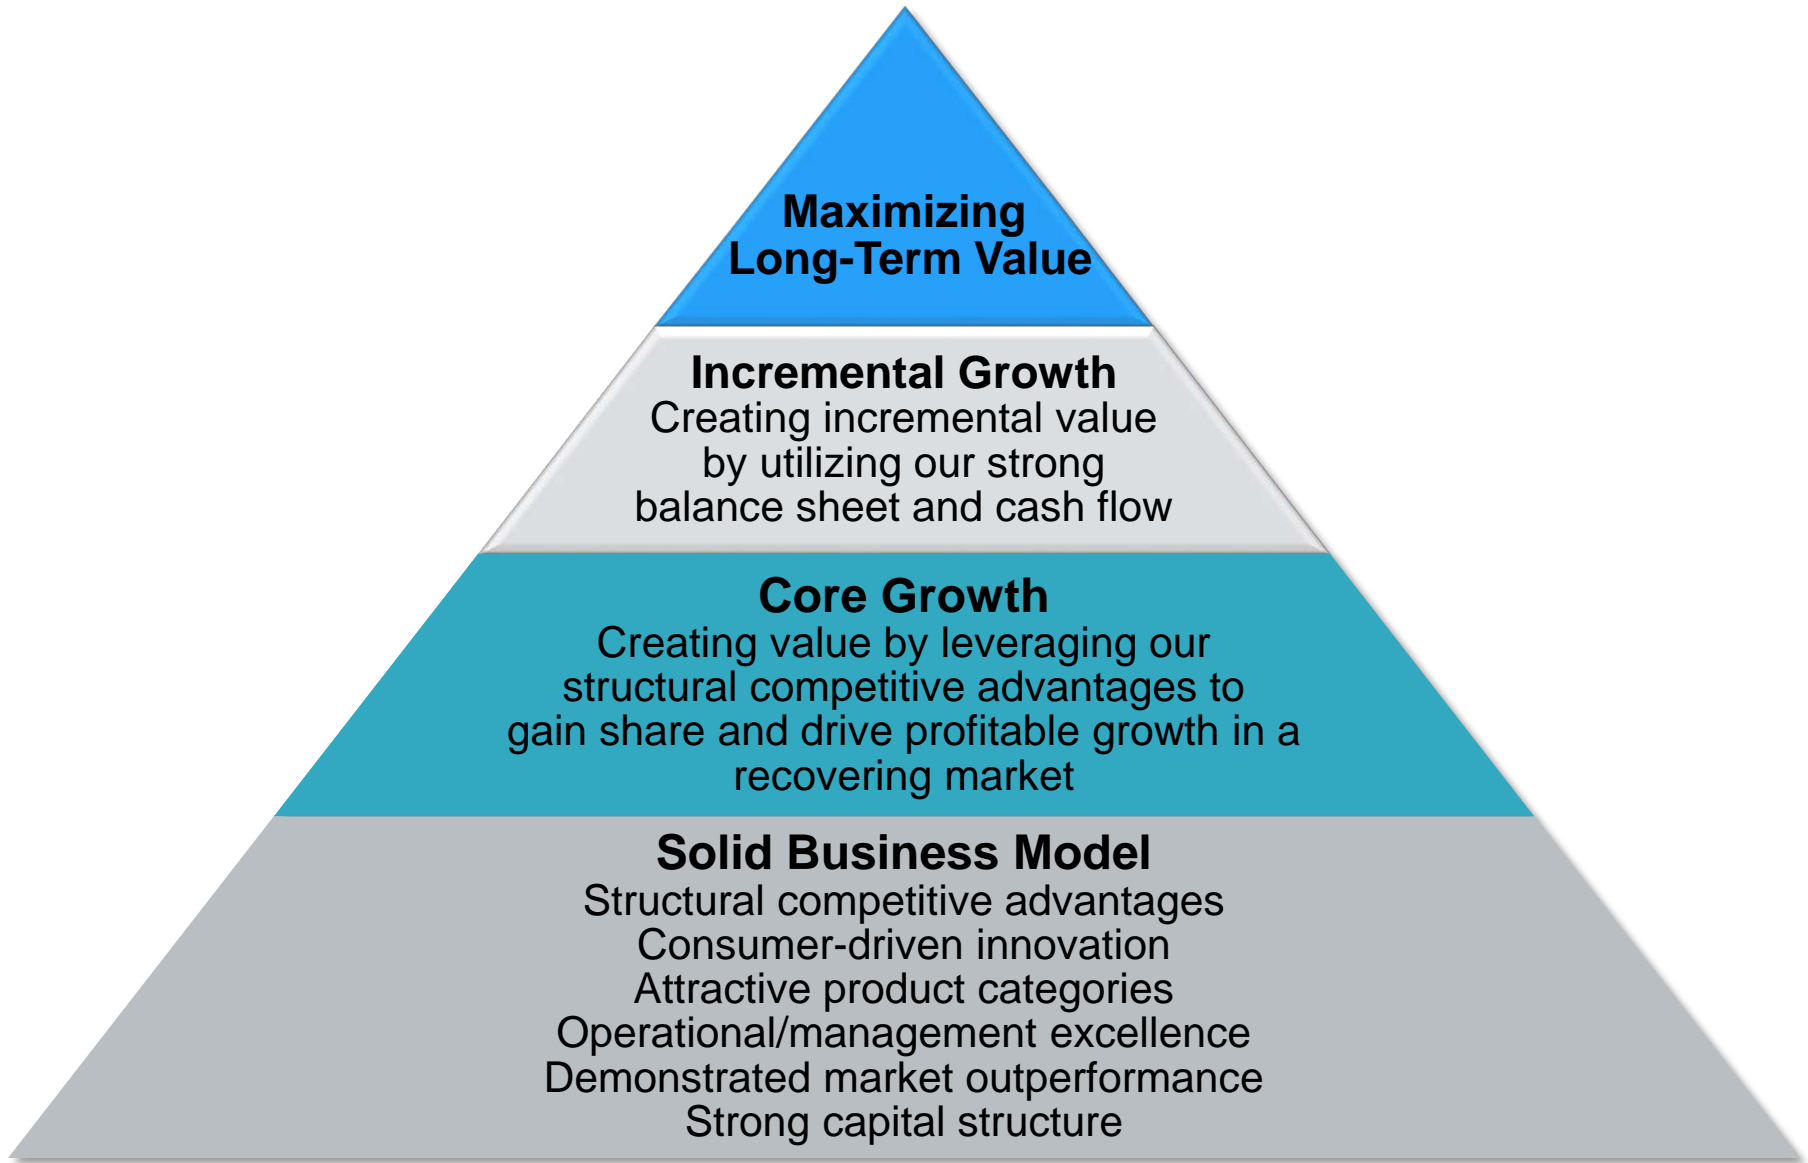 Maximizing
Long-Term Value
Incremental Growth
Creating incremental value
by utilizing our strong
balance sheet and cash flow
Core Growth
Creating value by leveraging our
structural competitive advantages to
gain share and drive profitable growth in a
recovering market
Solid Business Model
Structural competitive advantages
Consumer-driven innovation
Attractive product categories
Operational/management excellence
Demonstrated market outperformance
Strong capital structure